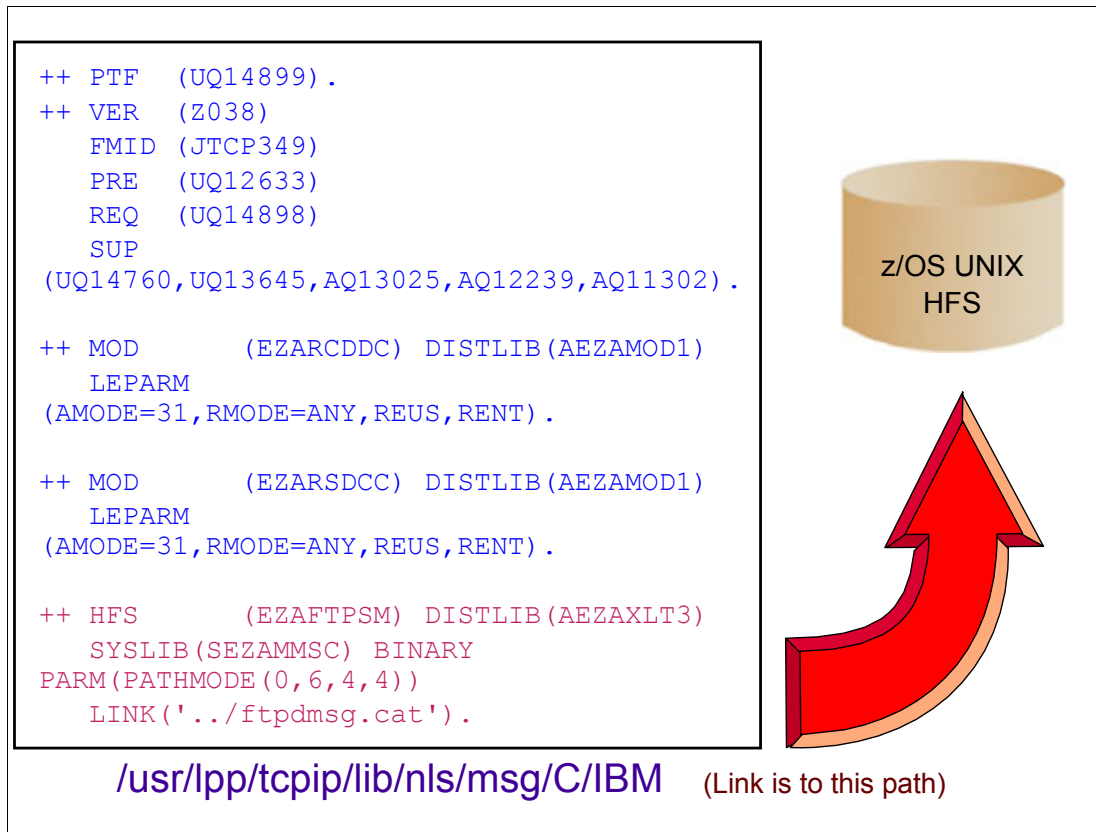 ++ PTF (UQ14899).
++ VER (Z038)
FMID (JTCP349)
PRE (UQ12633)
REQ (UQ14898)
SUP
(UQ14760,UQ13645,AQ13025,AQ12239,AQ11302).
++ MOD (EZARCDDC) DISTLIB(AEZAMOD1)
LEPARM
(AMODE=31,RMODE=ANY,REUS,RENT).
++ MOD (EZARSDCC) DISTLIB(AEZAMOD1)
LEPARM
(AMODE=31,RMODE=ANY,REUS,RENT).
++ HFS (EZAFTPSM) DISTLIB(AEZAXLT3)
SYSLIB(SEZAMMSC) BINARY
PARM(PATHMODE(0,6,4,4))
LINK('../ftpdmsg.cat').
z/OS UNIX
HFS
/usr/lpp/tcpip/lib/nls/msg/C/IBM (Link is to this path)